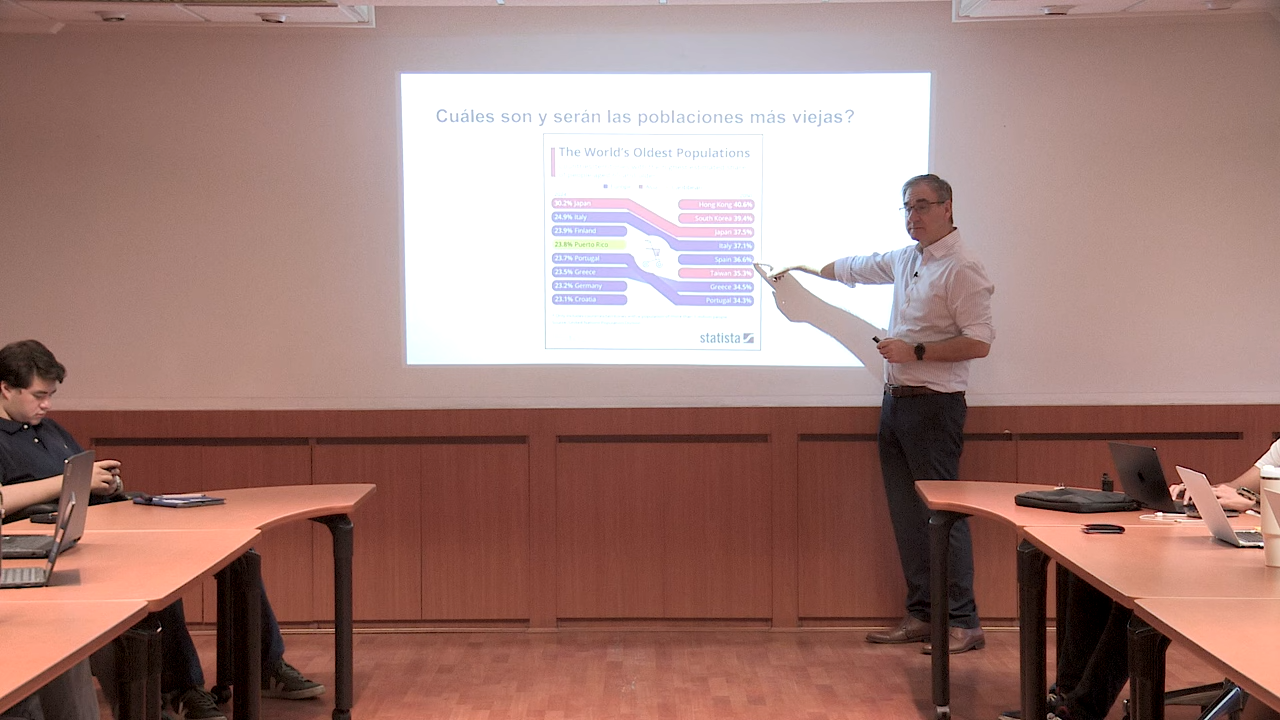 Cuáles son y serán las poblaciones más viejas?
The World's Oldest Populations
30.2% Japan
Hong Kong 40.6%
24.9% Italy
South Korea 39.4%
23.9% Finland
Japan 37.5%
23.8% Puerto Rico
Italy 37.1%
23.7% Portugal
Spain 36.6%
23.5% Greece
Taiwan 35.3%
23.2% Germany
Greece 34.5%
23.1% Croatia
Portugal 34.3%
statista